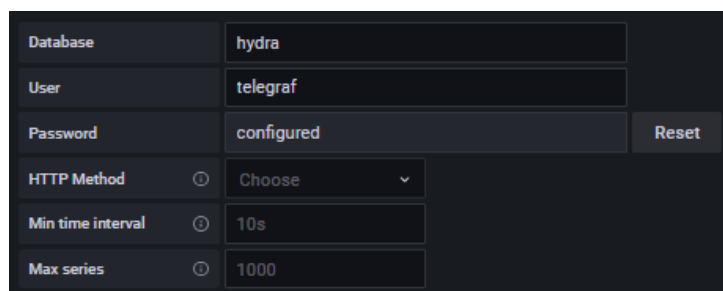 Database hydra
User telegraf
Password configured Reset
HTTP Method Choose
Min time interval 10s
Max series 1000